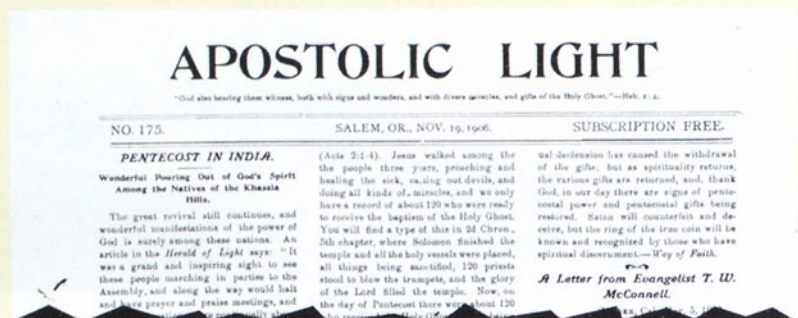 APOSTOLIC LIGHT
"God also bearing them witness, both with signs and wonders, and with divers miracles, and gifts of the Holy Ghost."—Heb. 2:4.
NO. 175. SALEM, OR., NOV. 19, 1906. SUBSCRIPTION FREE.
PENTECOST IN INDIA.
Wonderful Pouring Out of God's Spirit
Among the Natives of the Khassia
Hills.
The great revival still continues, and
wonderful manifestations of the power of
God is surely among these nations. An
article in the Herald of Light says: "It
was a grand and inspiring sight to see
these people marching in parties to the
Assembly, and along the way would halt
and have prayer and praise meetings, and
(Acts 2:1-4). Jesus walked among the
the people three years, preaching and
healing the sick, casting out devils, and
doing all kinds of miracles, and we only
have a record of about 120 who were ready
to receive the baptism of the Holy Ghost.
You will find a type of this in 2d Chron.,
5th chapter, where Solomon finished the
temple and all the holy vessels were placed,
all things being sanctified, 120 priests
stood to blow the trumpets, and the glory
of the Lord filled the temple. Now, on
the day of Pentecost there were about 120
ual declension has caused the withdrawal
of the gifts; but as spirituality returns,
the various gifts are returned, and, thank
God, in our day there are signs of pente-
costal power and pentecostal gifts being
restored. Satan will counterfeit and de-
ceive, but the ring of the true coin will be
known and recognized by those who have
spiritual discernment.—Way of Faith.
A Letter from Evangelist T. W.
McConnell.